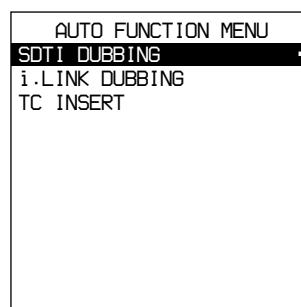 AUTO FUNCTION MENU
SDTI DUBBING
i.LINK DUBBING
TC INSERT